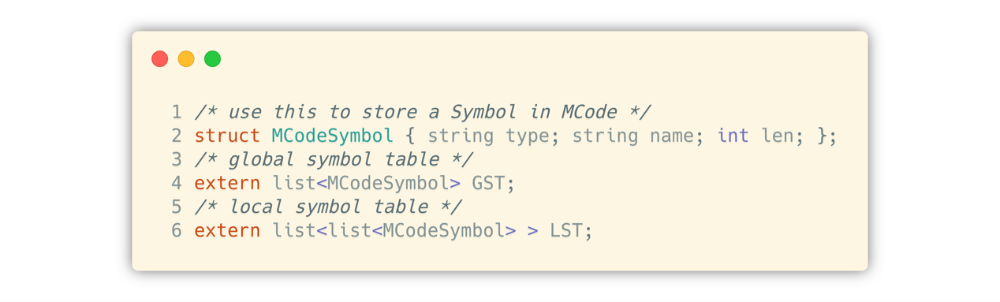 1 /* use this to store a Symbol in MCode */
2 struct MCodeSymbol { string type; string name; int len; };
3 /* global symbol table */
4 extern list<MCodeSymbol> GST;
5 /* local symbol table */
6 extern list<list<MCodeSymbol> > LST;